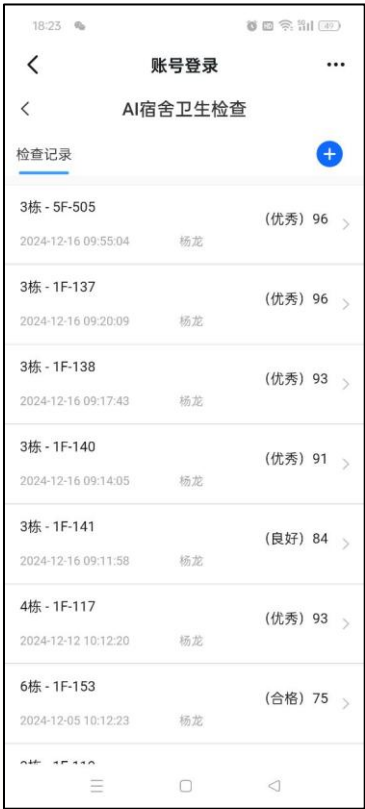 18:23
49
账号登录
AI宿舍卫生检查
检查记录
3栋 - 5F-505
(优秀) 96
2024-12-16 09:55:04 杨龙
3栋 - 1F-137
(优秀) 96
2024-12-16 09:20:09 杨龙
3栋 - 1F-138
(优秀) 93
2024-12-16 09:17:43 杨龙
3栋 - 1F-140
(优秀) 91
2024-12-16 09:14:05 杨龙
3栋 - 1F-141
(良好) 84
2024-12-16 09:11:58 杨龙
4栋 - 1F-117
(优秀) 93
2024-12-12 10:12:20 杨龙
6栋 - 1F-153
(合格) 75
2024-12-05 10:12:23 杨龙